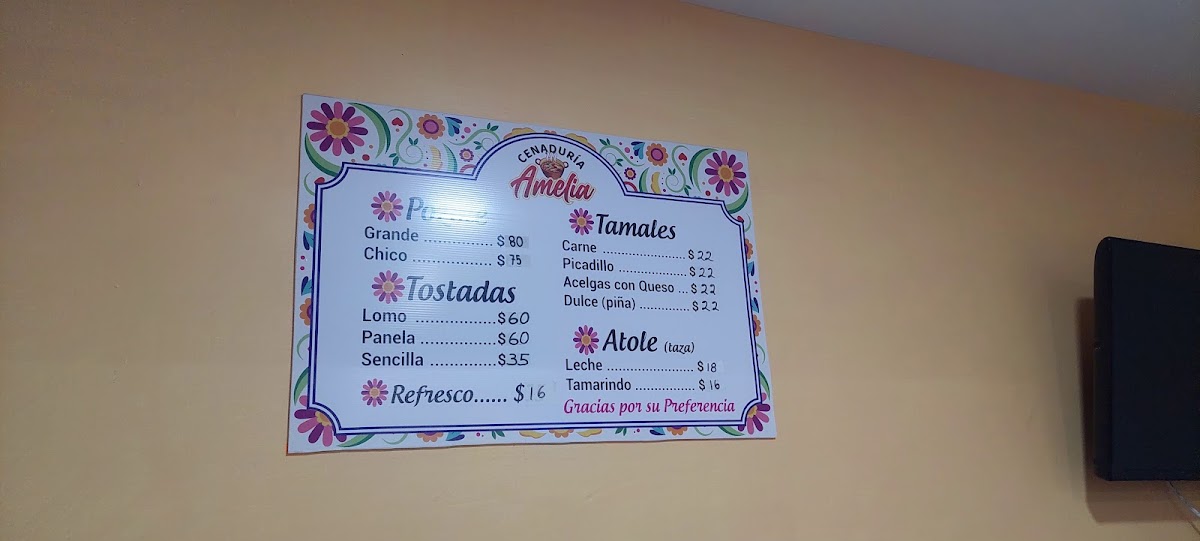 CENADURÍA
Amelia
Grande ............... $ 80
Chico ................. $ 75
Tostadas
Lomo .................$60
Panela ................$60
Sencilla ..............$35
Refresco...... $16
Tamales
Carne ....................... $ 22
Picadillo ................... $ 22
Acelgas con Queso ... $ 22
Dulce (piña) .............. $ 22
Atole (taza)
Leche ........................ $ 18
Tamarindo ................ $ 16
Gracias por su Preferencia